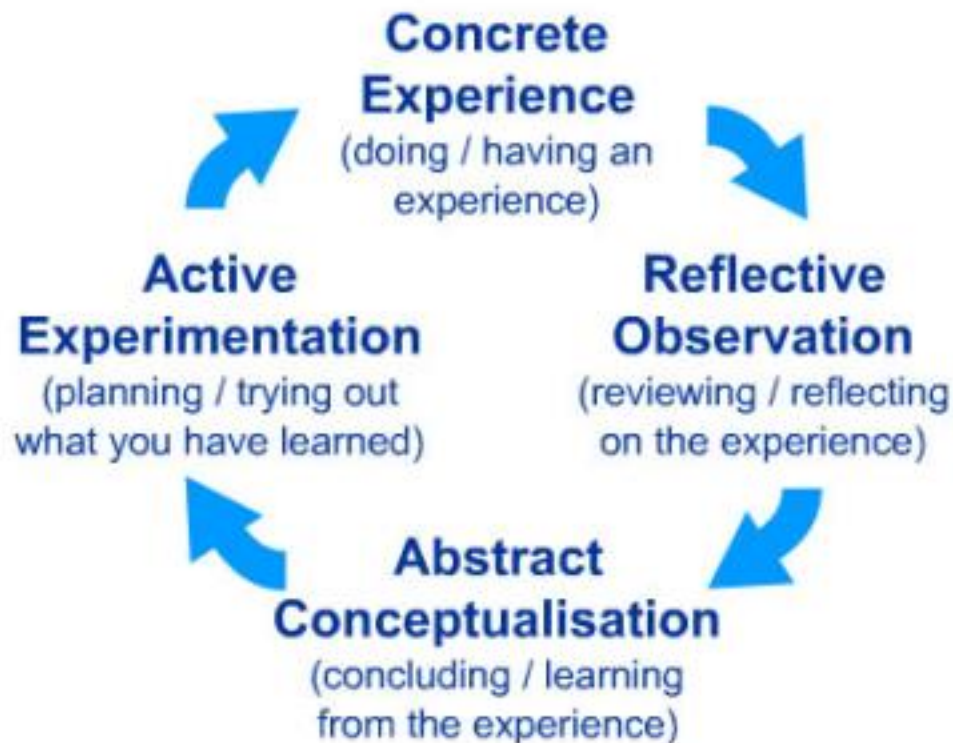 Concrete
Experience
(doing / having an
experience)
Reflective
Observation
(reviewing / reflecting
on the experience)
Abstract
Conceptualisation
(concluding / learning
from the experience)
Active
Experimentation
(planning / trying out
what you have learned)